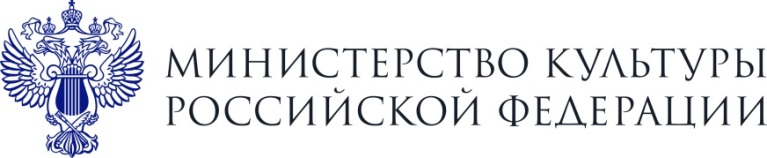 МИНИСТЕРСТВО КУЛЬТУРЫ
РОССИЙСКОЙ ФЕДЕРАЦИИ